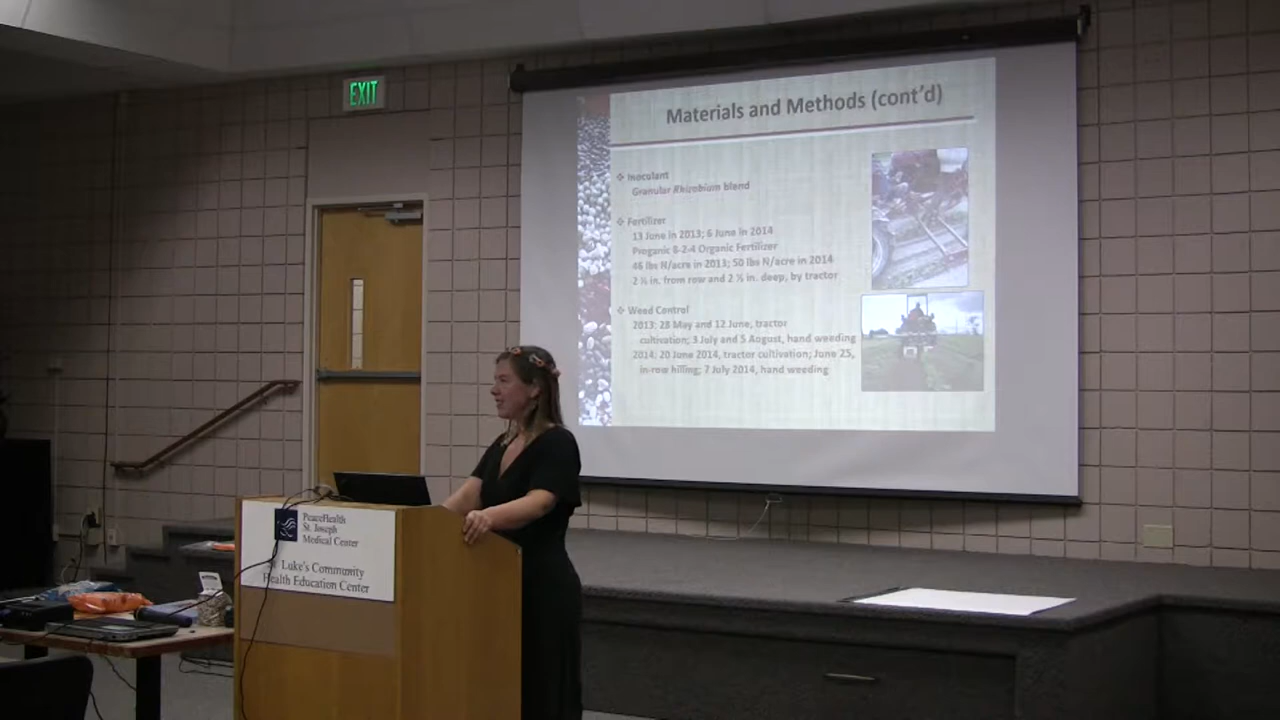 EXIT
Materials and Methods (cont'd)
Inoculant
Granular Rhizobium blend
Fertilizer
13 June in 2013; 6 June in 2014
Proganic 8-2-4 Organic Fertilizer
46 lbs N/acre in 2013; 50 lbs N/acre in 2014
2 ½ in. from row and 2 ½ in. deep, by tractor
Weed Control
2013: 28 May and 12 June, tractor
cultivation; 3 July and 5 August, hand weeding
2014: 20 June 2014, tractor cultivation; June 25,
in-row hilling; 7 July 2014, hand weeding
PeaceHealth
St. Joseph
Medical Center
Luke's Community
Health Education Center